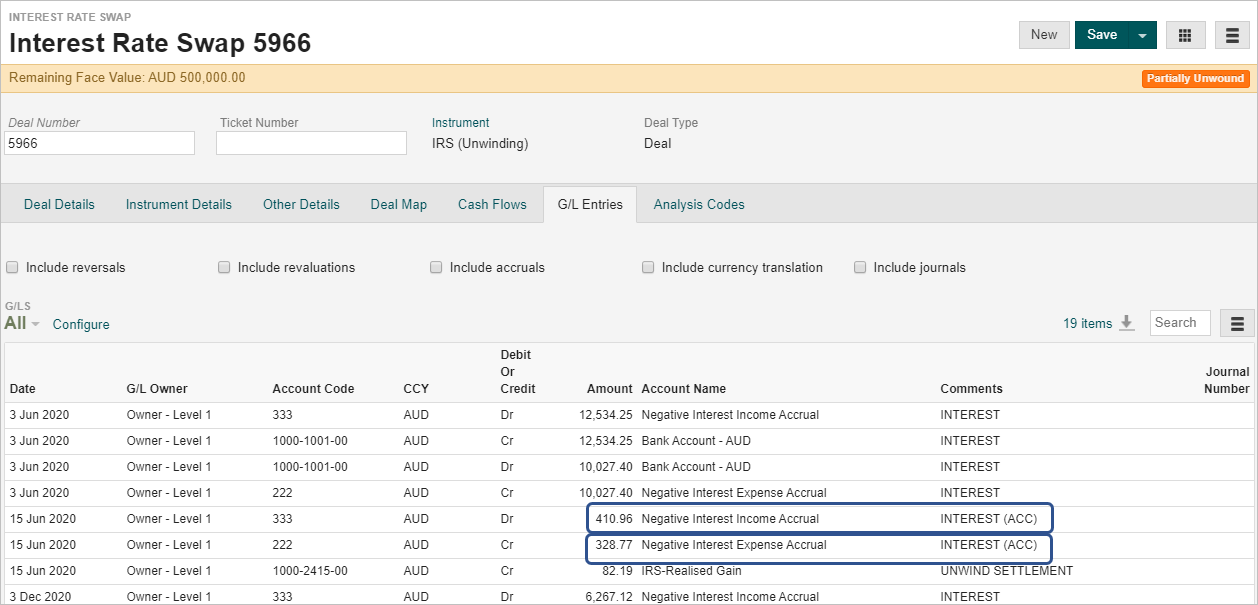 INTEREST RATE SWAP
Interest Rate Swap 5966
New Save
Remaining Face Value: AUD 500,000.00 Partially Unwound
Deal Number Ticket Number Instrument Deal Type
5966 IRS (Unwinding) Deal
Deal Details Instrument Details Other Details Deal Map Cash Flows G/L Entries Analysis Codes
Include reversals Include revaluations Include accruals Include currency translation Include journals
G/LS
All Configure 19 items Search
Date G/L Owner Account Code CCY Debit Or Credit Amount Account Name Comments Journal Number
3 Jun 2020 Owner - Level 1 333 AUD Dr 12,534.25 Negative Interest Income Accrual INTEREST
3 Jun 2020 Owner - Level 1 1000-1001-00 AUD Cr 12,534.25 Bank Account - AUD INTEREST
3 Jun 2020 Owner - Level 1 1000-1001-00 AUD Dr 10,027.40 Bank Account - AUD INTEREST
3 Jun 2020 Owner - Level 1 222 AUD Cr 10,027.40 Negative Interest Expense Accrual INTEREST
15 Jun 2020 Owner - Level 1 333 AUD Dr 410.96 Negative Interest Income Accrual INTEREST (ACC)
15 Jun 2020 Owner - Level 1 222 AUD Cr 328.77 Negative Interest Expense Accrual INTEREST (ACC)
15 Jun 2020 Owner - Level 1 1000-2415-00 AUD Cr 82.19 IRS-Realised Gain UNWIND SETTLEMENT
3 Dec 2020 Owner - Level 1 333 AUD Dr 6,267.12 Negative Interest Income Accrual INTEREST